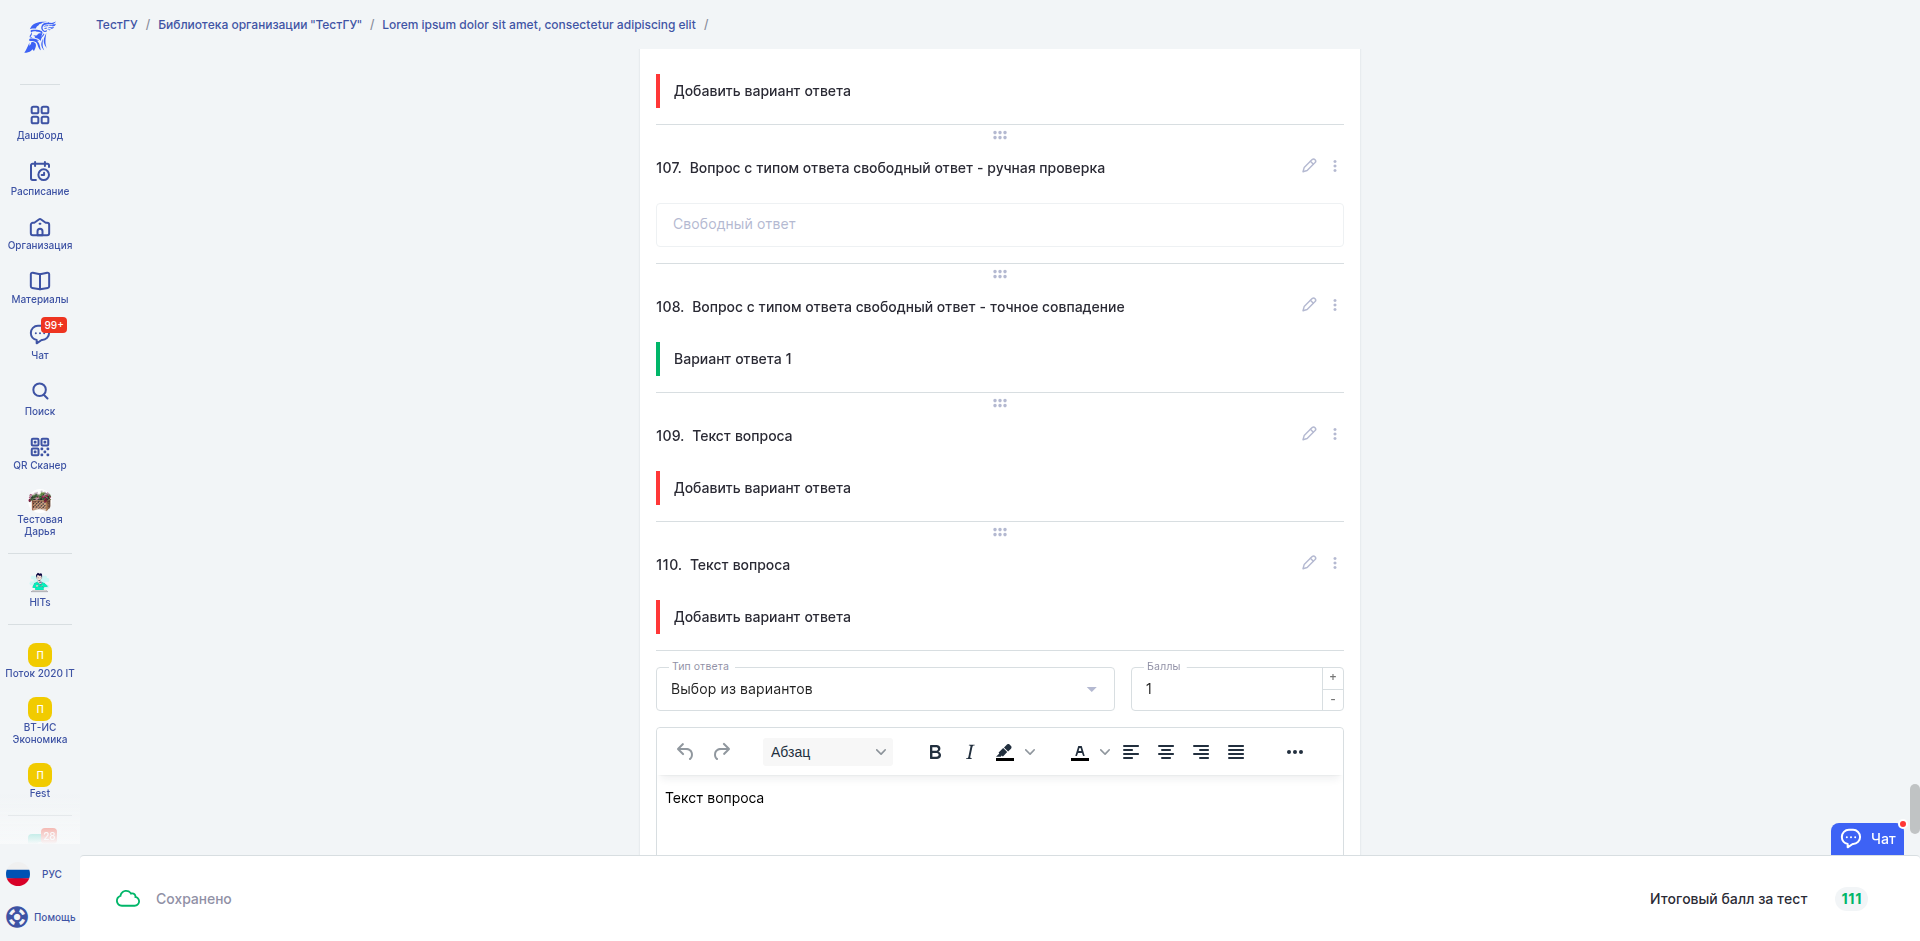 ТестГУ / Библиотека организации "ТестГУ" / Lorem ipsum dolor sit amet, consectetur adipiscing elit /
Дашборд
Расписание
Организация
Материалы
99+
Чат
Поиск
QR Сканер
Тестовая
Дарья
HITs
П
Поток 2020 IT
П
ВТ-ИС
Экономика
П
Fest
28
РУС
Помощь
Добавить вариант ответа
107. Вопрос с типом ответа свободный ответ - ручная проверка
Свободный ответ
108. Вопрос с типом ответа свободный ответ - точное совпадение
Вариант ответа 1
109. Текст вопроса
Добавить вариант ответа
110. Текст вопроса
Добавить вариант ответа
Тип ответа
Выбор из вариантов
Баллы
1
+
-
Абзац
B I A
Текст вопроса
Чат
Сохранено
Итоговый балл за тест 111